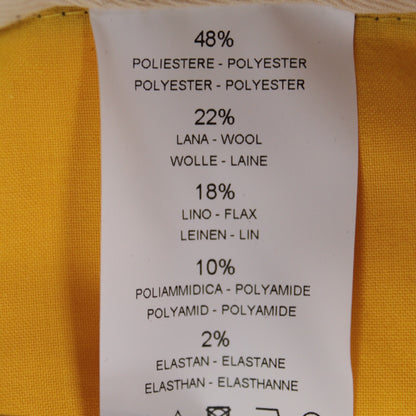 48%
POLIESTERE - POLYESTER
POLYESTER - POLYESTER
22%
LANA - WOOL
WOLLE - LAINE
18%
LINO - FLAX
LEINEN - LIN
10%
POLIAMMIDICA - POLYAMIDE
POLYAMID - POLYAMIDE
2%
ELASTAN - ELASTANE
ELASTHAN - ELASTHANNE